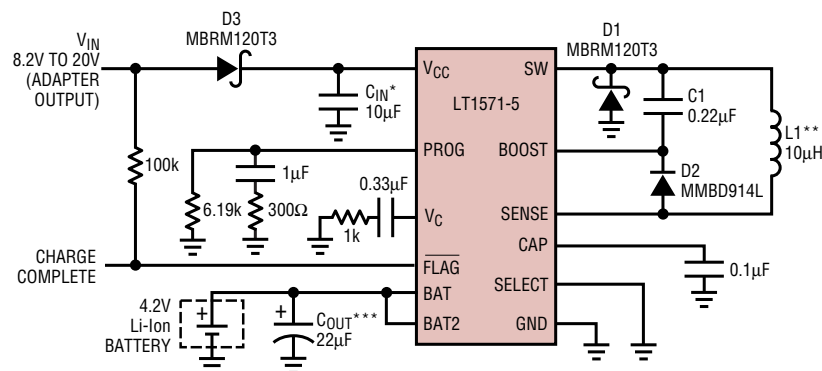 V_IN
8.2V TO 20V
(ADAPTER
OUTPUT)
D3
MBRM120T3
C_IN*
10µF
100k
6.19k
1µF
300Ω
0.33µF
1k
CHARGE
COMPLETE
4.2V
Li-Ion
BATTERY
+
+
C_OUT***
22µF
V_CC
SW
LT1571-5
PROG
BOOST
V_C
SENSE
CAP
FLAG
BAT
SELECT
BAT2
GND
D1
MBRM120T3
C1
0.22µF
L1**
10µH
D2
MMBD914L
0.1µF